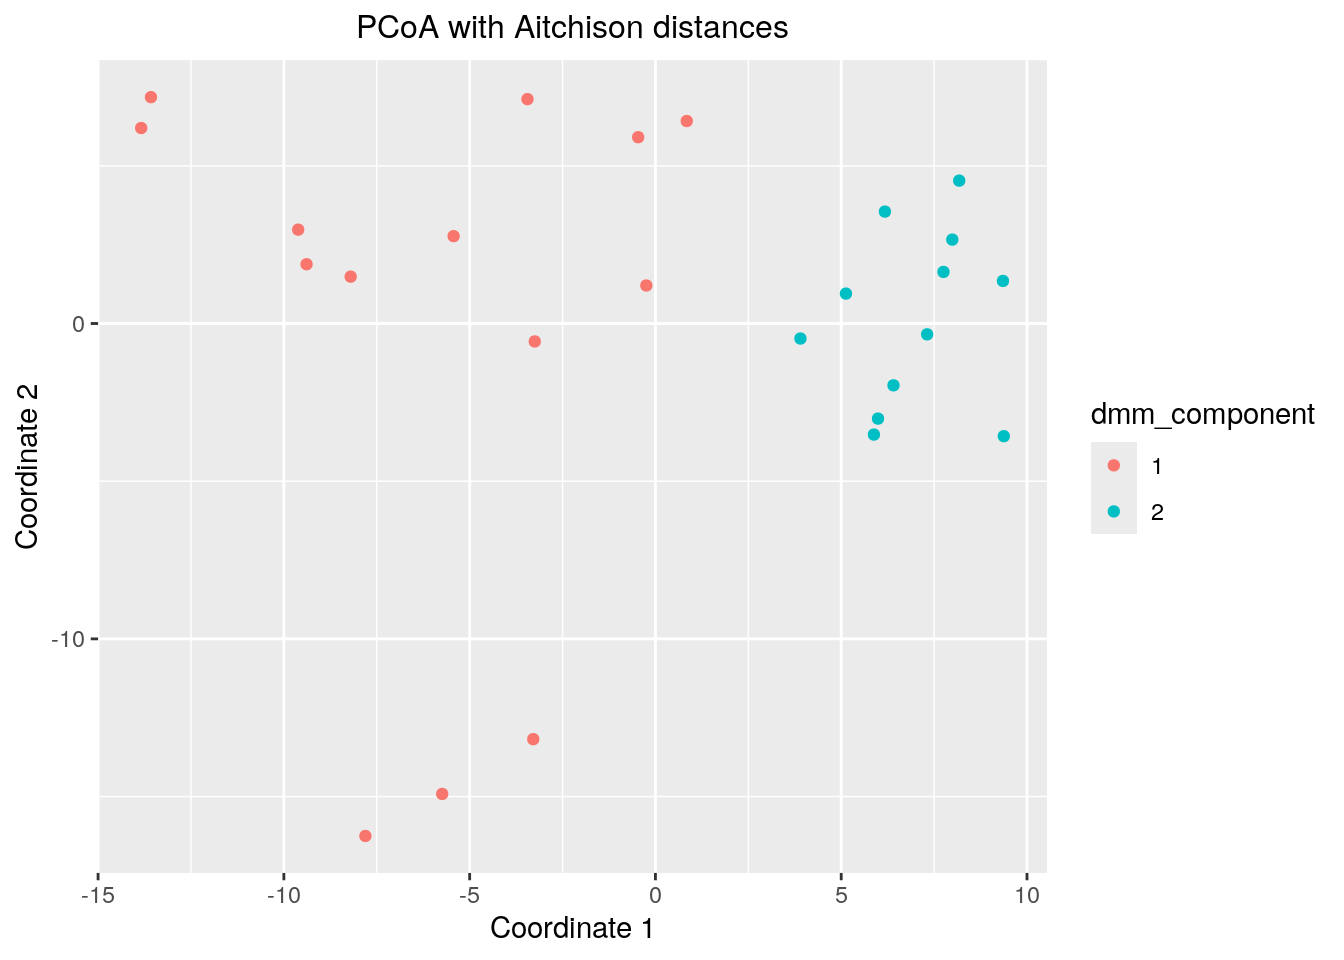 PCoA with Aitchison distances
Coordinate 2
0
-10
-15
-10
-5
0
5
10
Coordinate 1
dmm_component
1
2